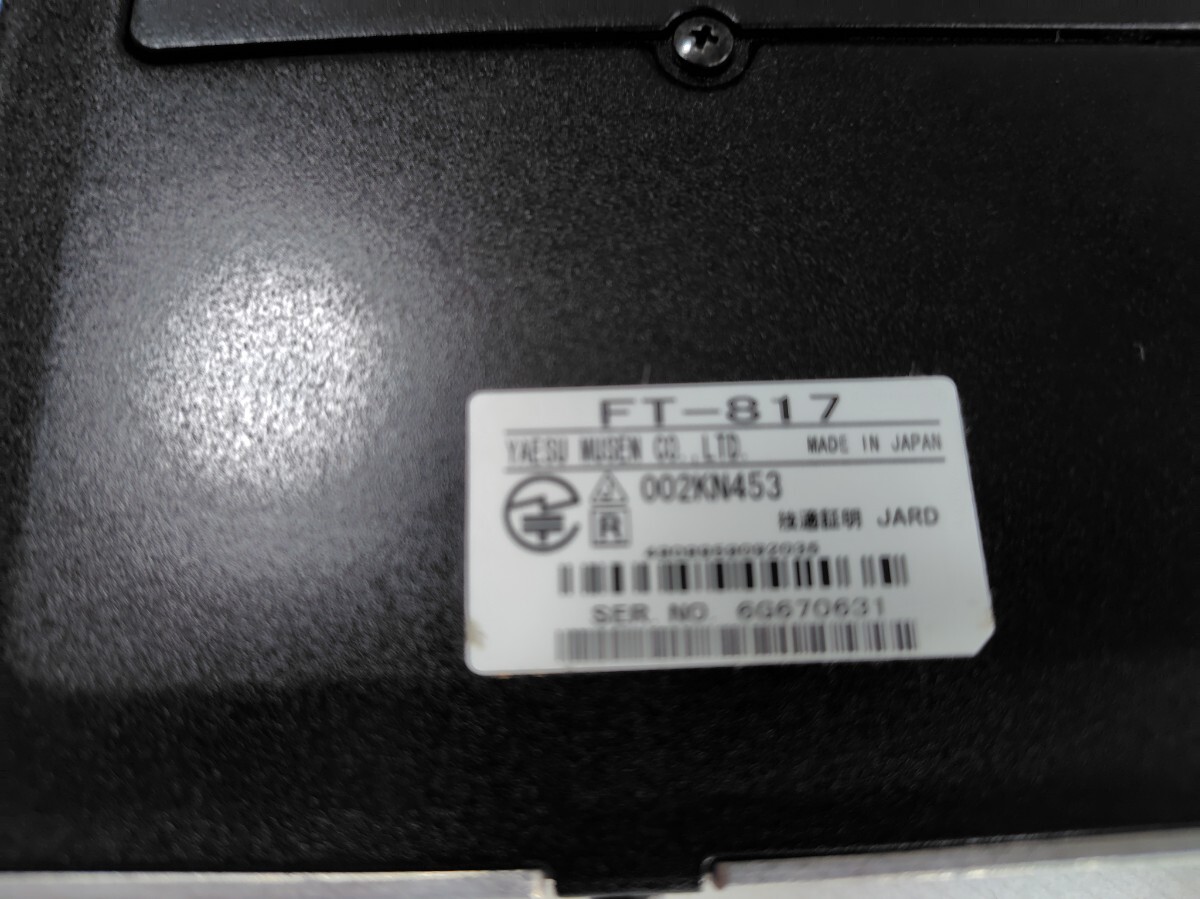 FT-817
YAESU MUSEN CO.,LTD. MADE IN JAPAN
R 002KN453
技適証明 JARD
SER. NO. 6G670631